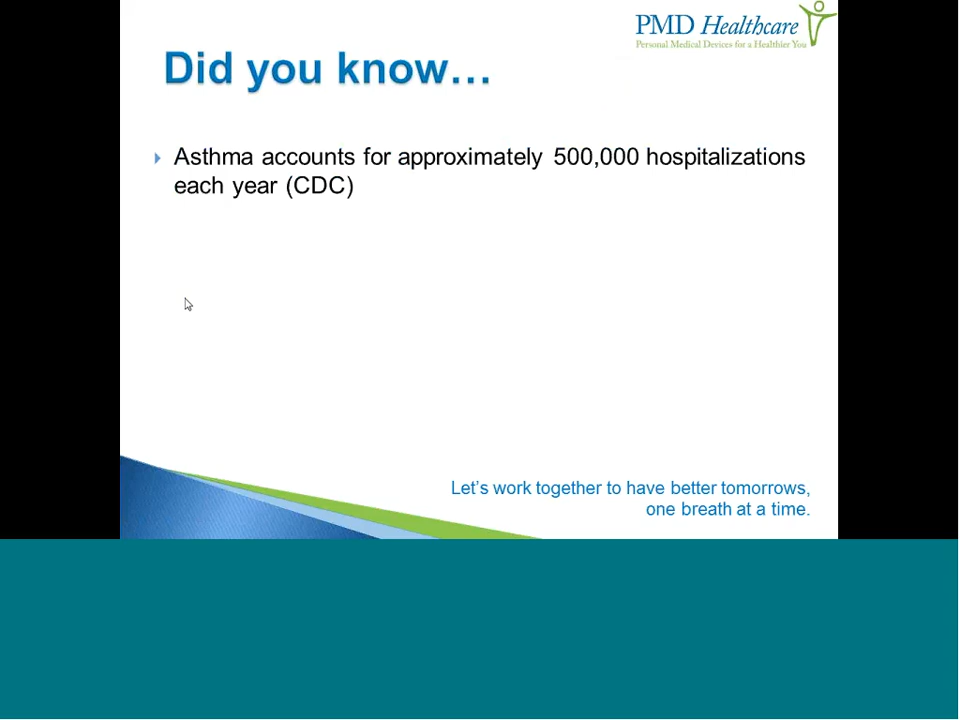 PMD Healthcare
Personal Medical Devices for a Healthier You
Did you know…
Asthma accounts for approximately 500,000 hospitalizations
each year (CDC)
Let’s work together to have better tomorrows,
one breath at a time.